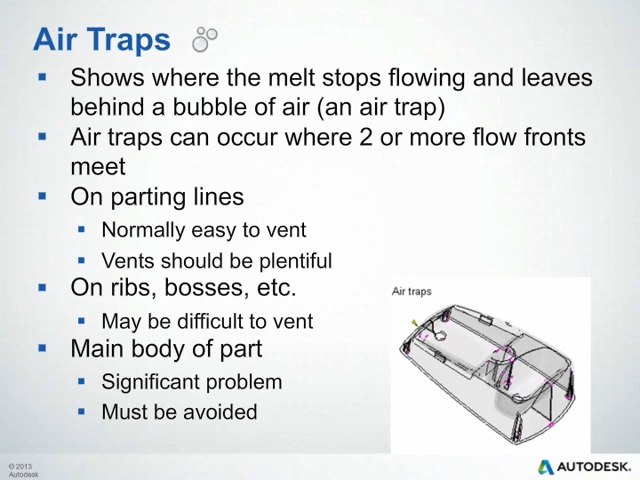 Air Traps
Shows where the melt stops flowing and leaves
behind a bubble of air (an air trap)
Air traps can occur where 2 or more flow fronts
meet
On parting lines
Normally easy to vent
Vents should be plentiful
On ribs, bosses, etc.
May be difficult to vent
Main body of part
Significant problem
Must be avoided
Air traps
© 2013
Autodesk
AUTODESK.